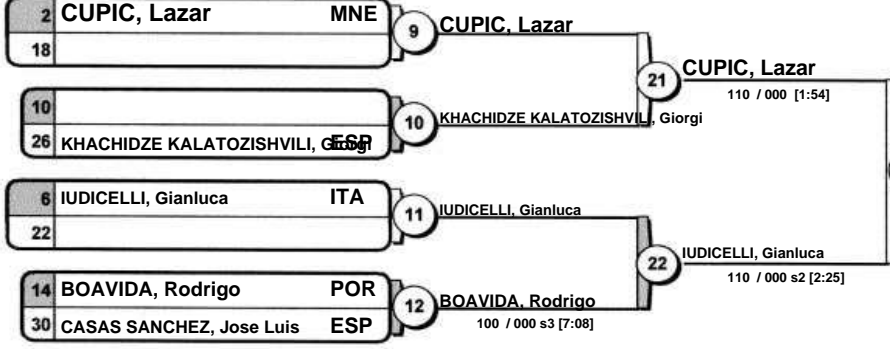 2 CUPIC, Lazar MNE
18
9
CUPIC, Lazar
10
26 KHACHIDZE KALATOZISHVILI, Giorgi ESP
10
KHACHIDZE KALATOZISHVILI, Giorgi
21
CUPIC, Lazar
110 / 000 [1:54]
6 IUDICELLI, Gianluca ITA
22
11
IUDICELLI, Gianluca
14 BOAVIDA, Rodrigo POR
30 CASAS SANCHEZ, Jose Luis ESP
12
BOAVIDA, Rodrigo
100 / 000 s3 [7:08]
22
IUDICELLI, Gianluca
110 / 000 s2 [2:25]